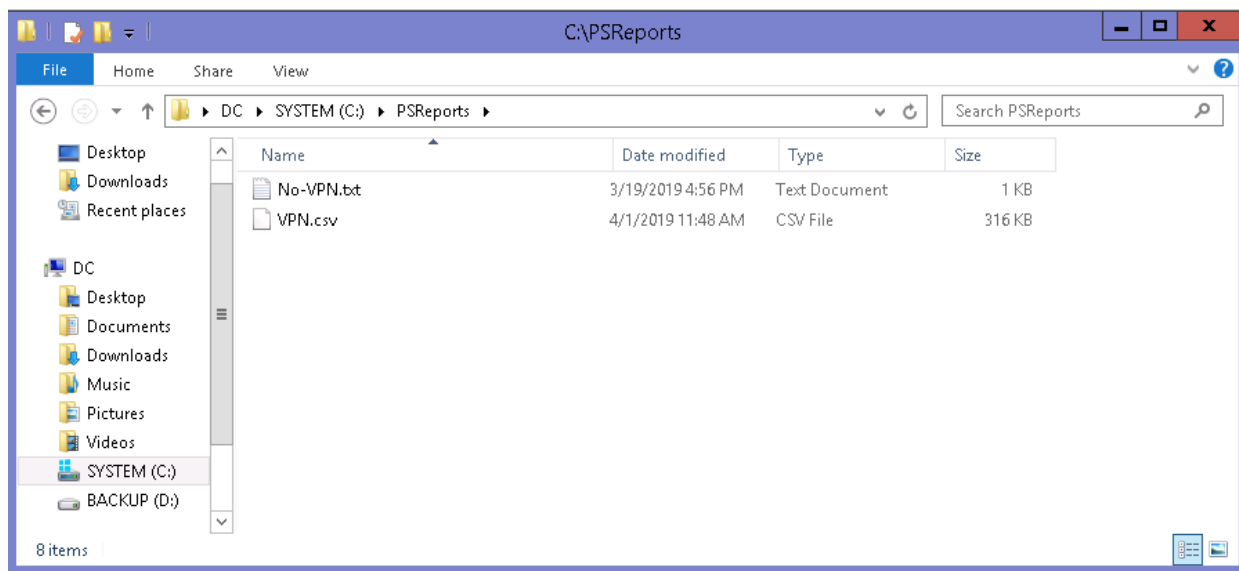 C:\PSReports
File Home Share View
DC SYSTEM (C:) PSReports Search PSReports
Name Date modified Type Size
No-VPN.txt 3/19/2019 4:56 PM Text Document 1 KB
VPN.csv 4/1/2019 11:48 AM CSV File 316 KB
Desktop
Downloads
Recent places
DC
Desktop
Documents
Downloads
Music
Pictures
Videos
SYSTEM (C:)
BACKUP (D:)
8 items